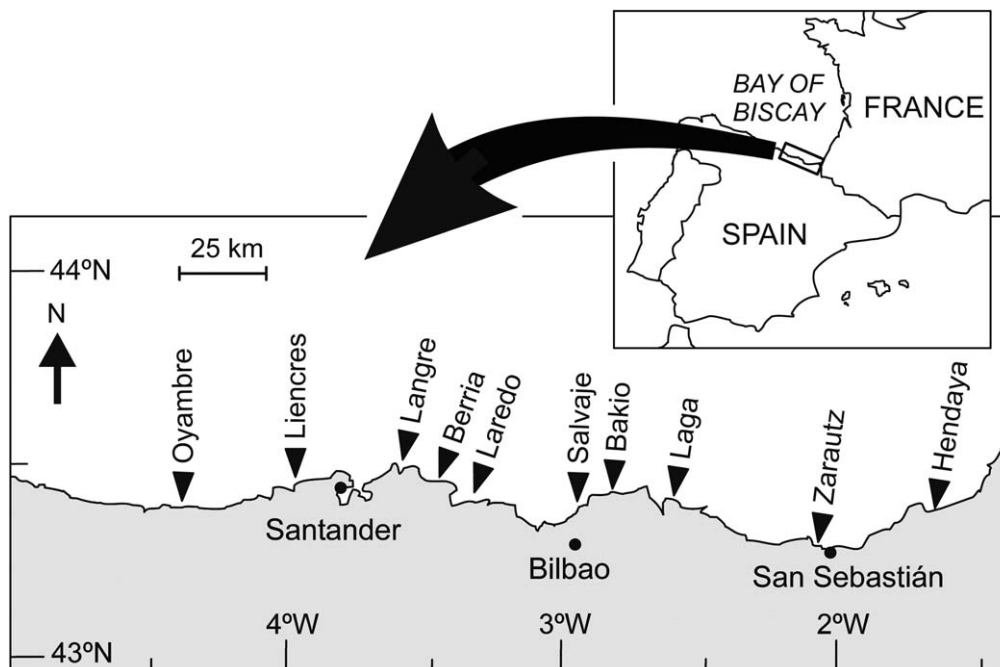 BAY OF
BISCAY
FRANCE
SPAIN
25 km
44ºN
N
Oyambre
Liencres
Langre
Berria
Laredo
Salvaje
Bakio
Laga
Zarautz
Hendaya
Santander
Bilbao
San Sebastián
4ºW
3ºW
2ºW
43ºN